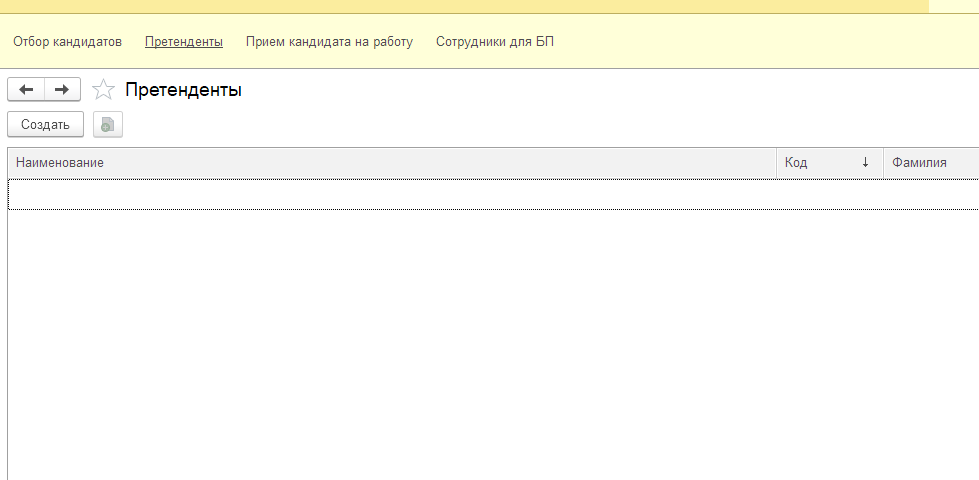 Отбор кандидатов Претенденты Прием кандидата на работу Сотрудники для БП
Претенденты
Создать
Наименование Код ↓ Фамилия